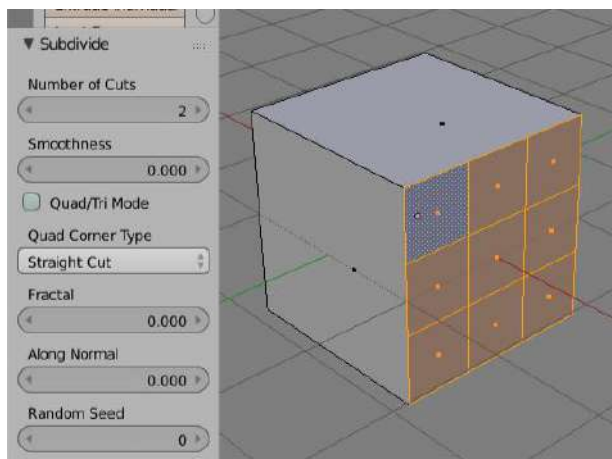 Subdivide
Number of Cuts
2
Smoothness
0.000
Quad/Tri Mode
Quad Corner Type
Straight Cut
Fractal
0.000
Along Normal
0.000
Random Seed
0